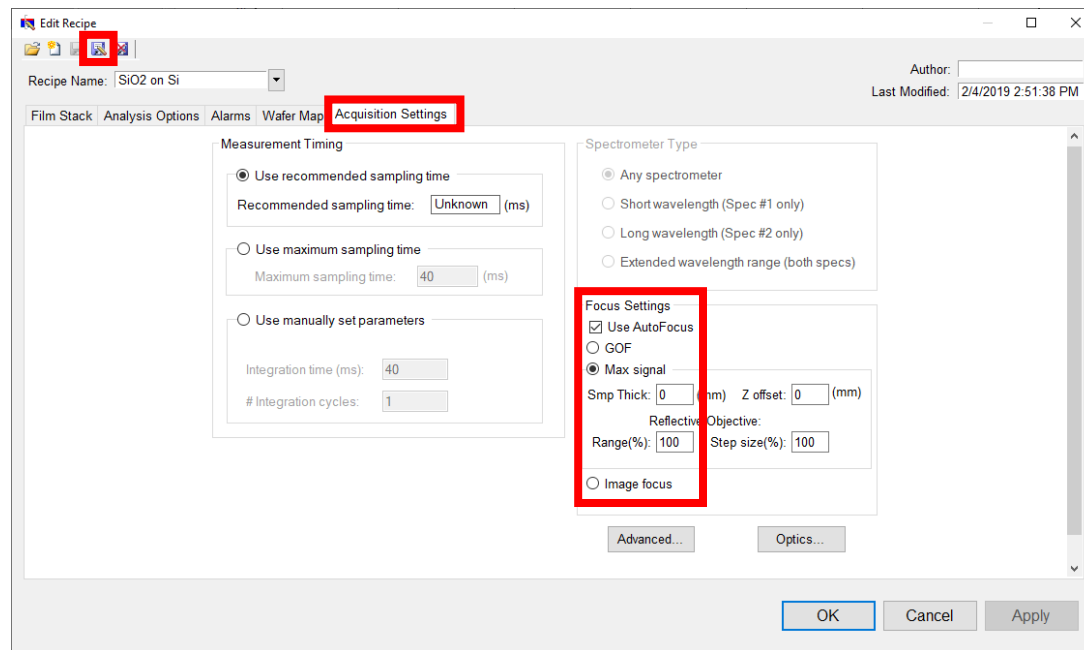 Edit Recipe
Recipe Name: SiO2 on Si
Author:
Last Modified: 2/4/2019 2:51:38 PM
Film Stack Analysis Options Alarms Wafer Map Acquisition Settings
Measurement Timing
Use recommended sampling time
Recommended sampling time: Unknown (ms)
Use maximum sampling time
Maximum sampling time: 40 (ms)
Use manually set parameters
Integration time (ms): 40
# Integration cycles: 1
Spectrometer Type
Any spectrometer
Short wavelength (Spec #1 only)
Long wavelength (Spec #2 only)
Extended wavelength range (both specs)
Focus Settings
Use AutoFocus
GOF
Max signal
Smp Thick: 0 (mm) Z offset: 0 (mm)
Reflective Objective:
Range(%): 100 Step size(%): 100
Image focus
Advanced... Optics...
OK Cancel Apply